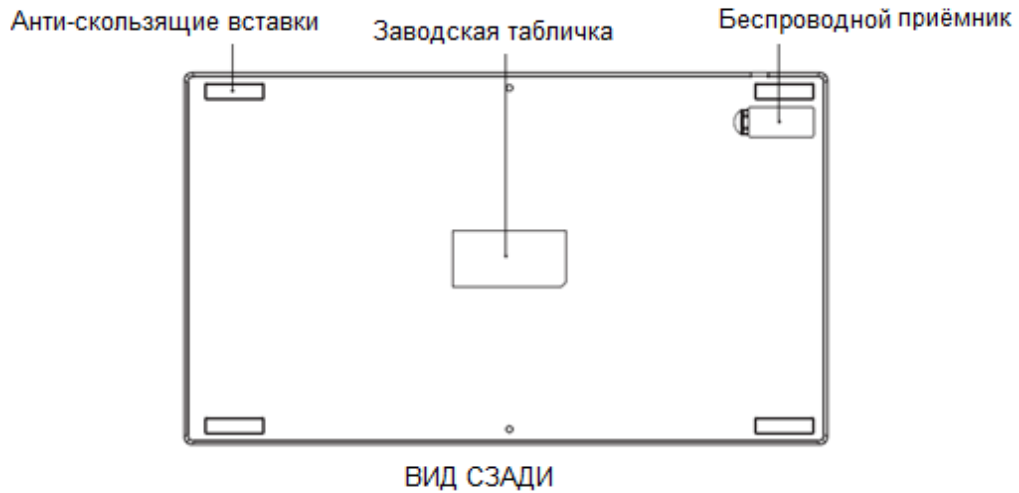 Анти-скользящие вставки
Заводская табличка
Беспроводной приёмник
ВИД СЗАДИ